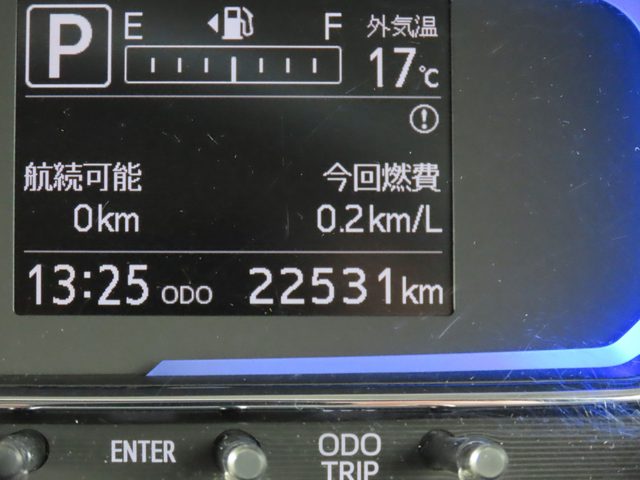 P E F 外気温
17℃
航続可能 今回燃費
0km 0.2km/L
13:25 ODO 22531km
ENTER ODO
TRIP